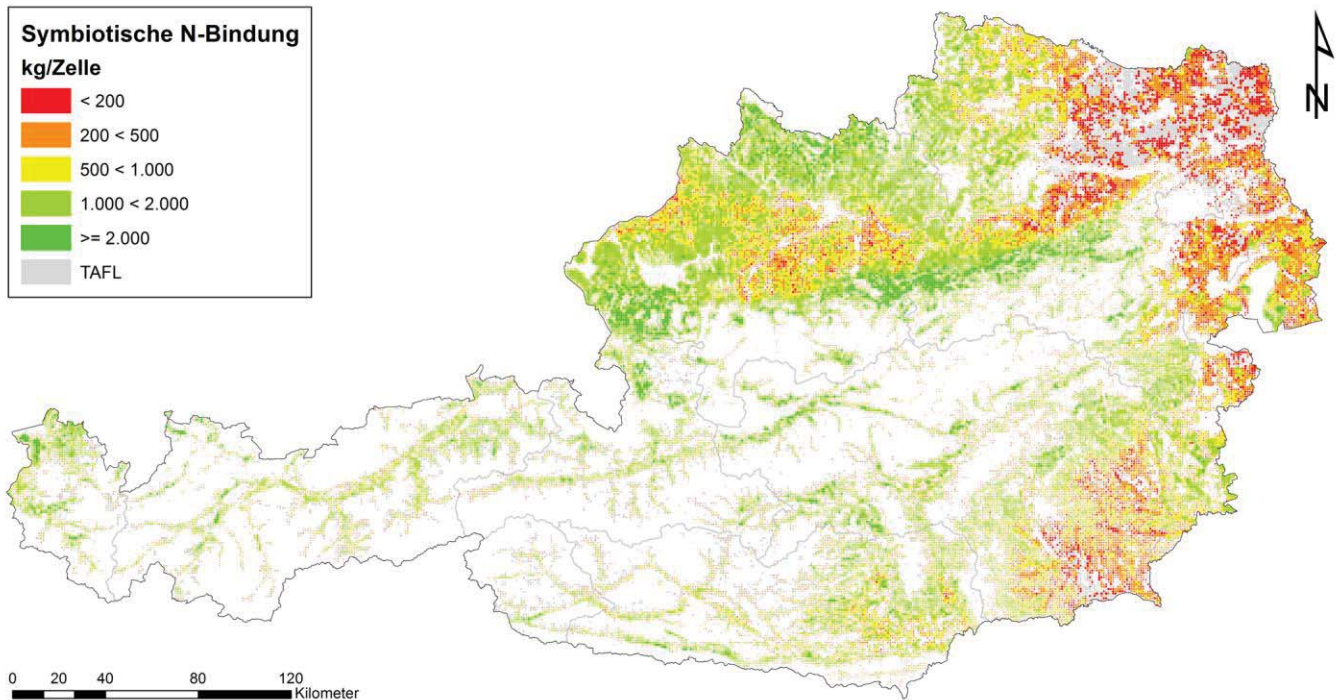 Symbiotische N-Bindung
kg/Zelle
< 200
200 < 500
500 < 1.000
1.000 < 2.000
>= 2.000
TAFL
N
0 20 40 80 120
Kilometer